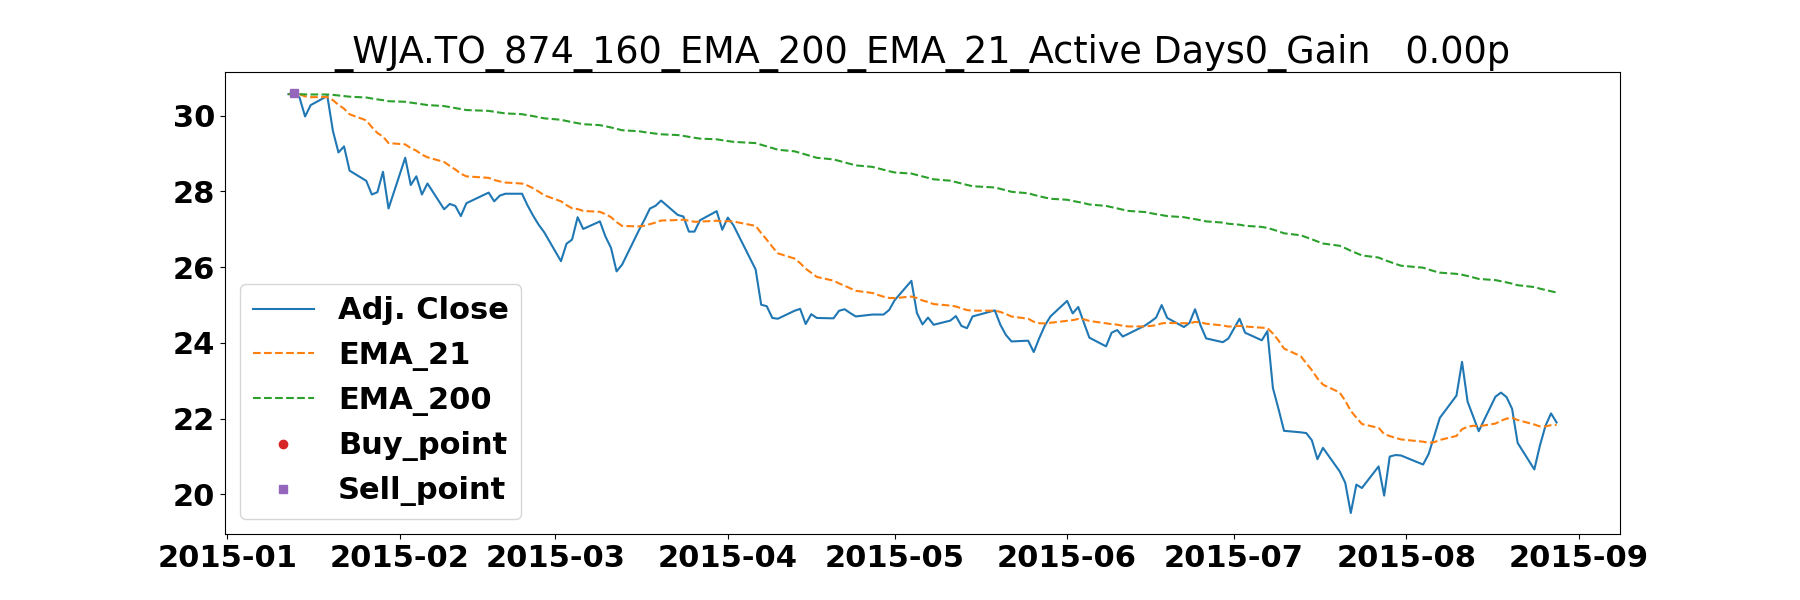 _WJA.TO_874_160_EMA_200_EMA_21_Active Days0_Gain   0.00p
30
28
26
24
22
20
Adj. Close
EMA_21
EMA_200
Buy_point
Sell_point
2015-01 2015-02 2015-03 2015-04 2015-05 2015-06 2015-07 2015-08 2015-09